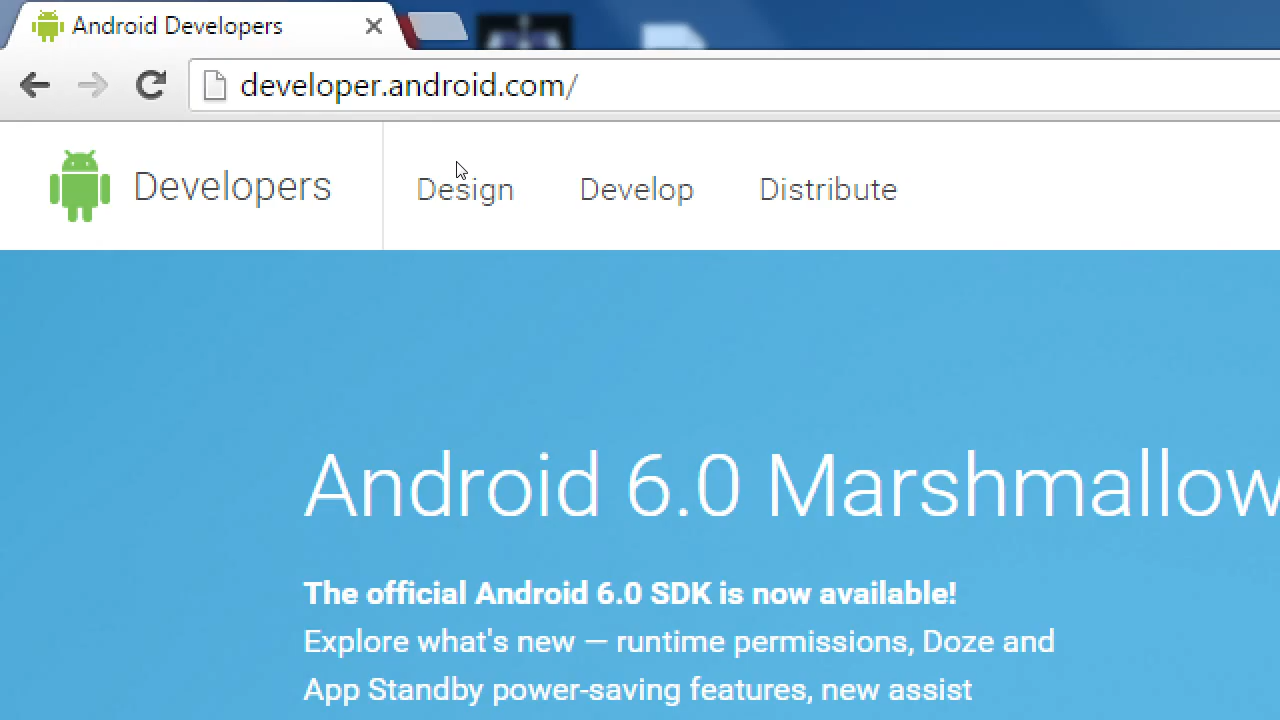 Android Developers
developer.android.com/
Developers
Design Develop Distribute
Android 6.0 Marshmallow
The official Android 6.0 SDK is now available!
Explore what's new — runtime permissions, Doze and
App Standby power-saving features, new assist